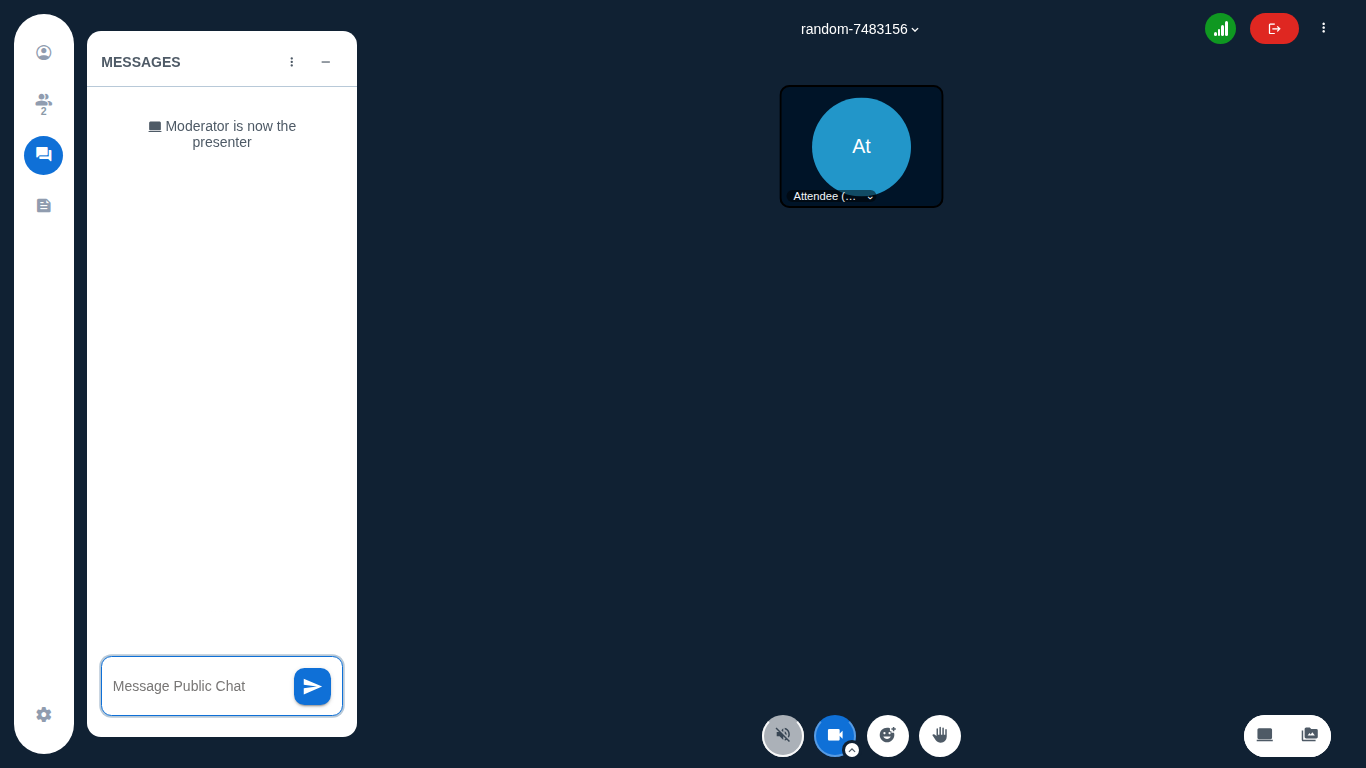 random-7483156
MESSAGES
2
Moderator is now the
presenter
At
Attendee (...
Message Public Chat